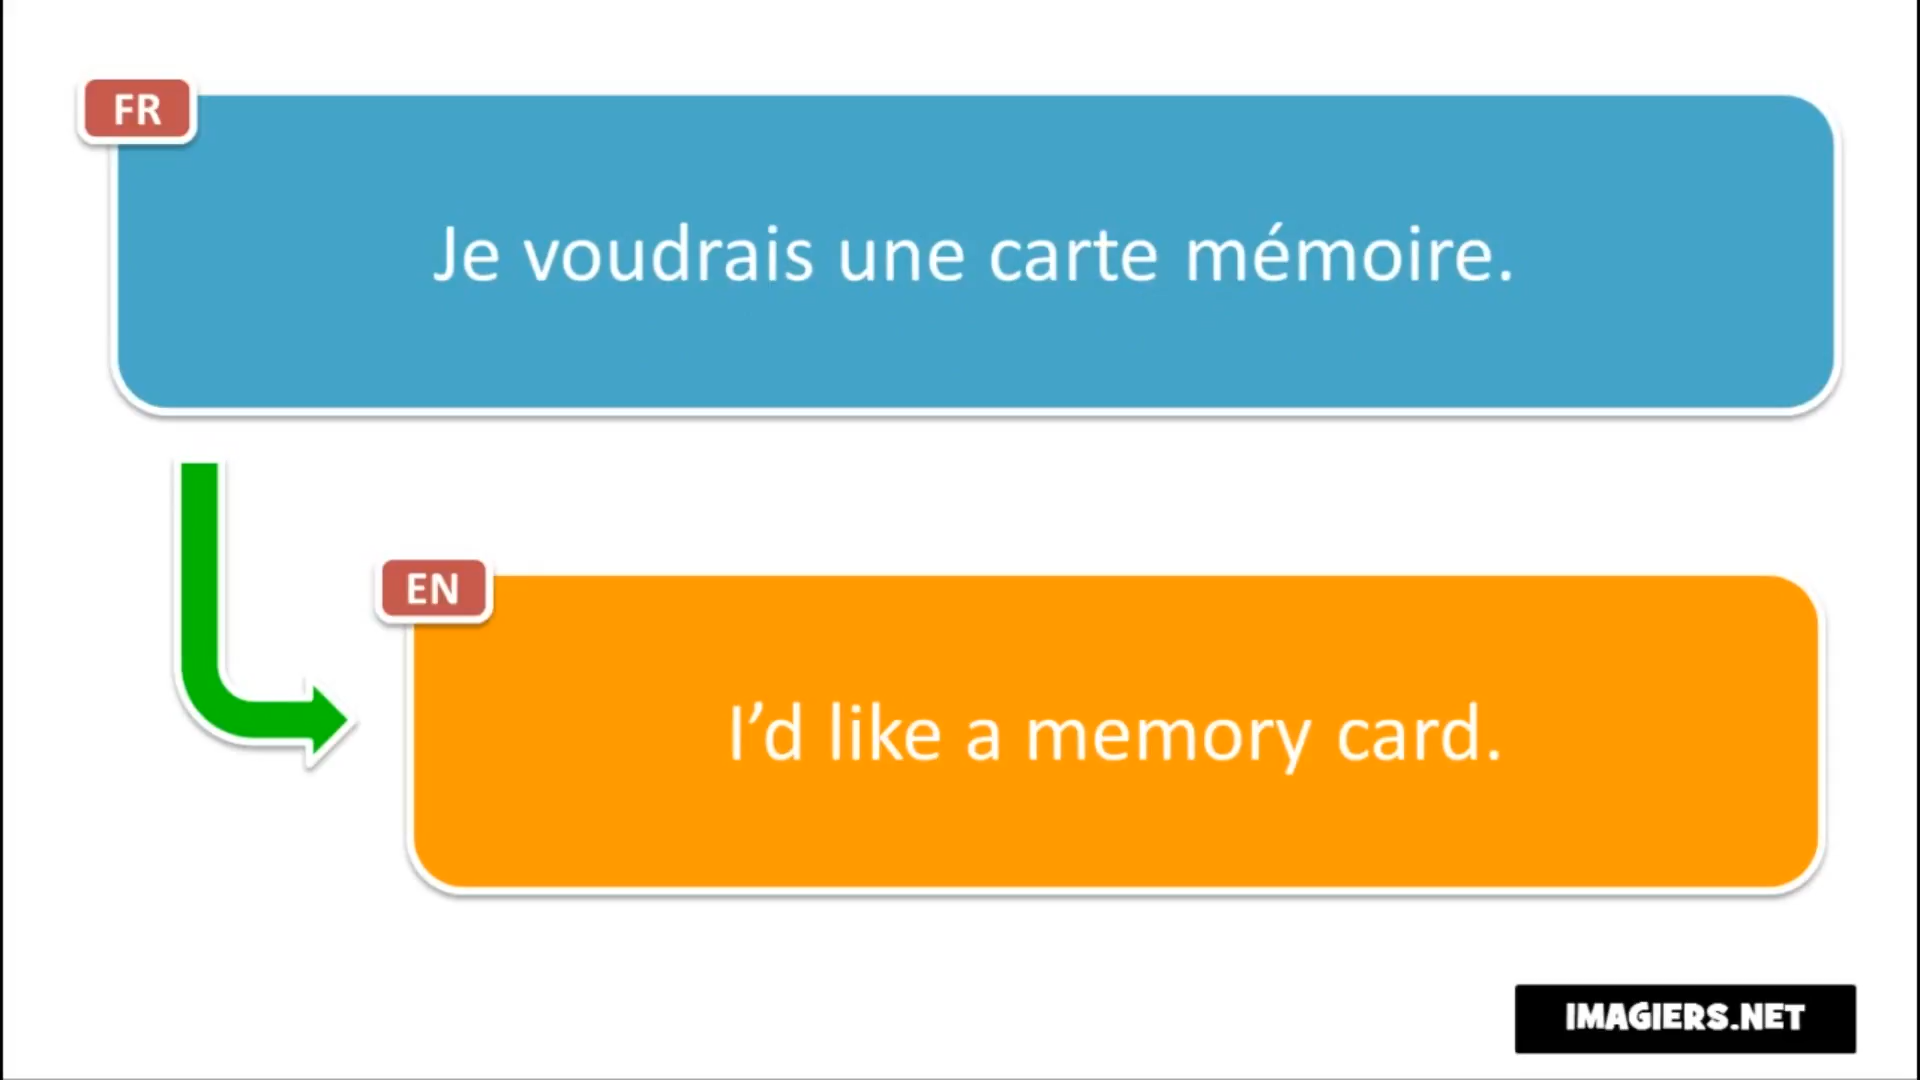 FR
Je voudrais une carte mémoire.
EN
I’d like a memory card.
IMAGIERS.NET